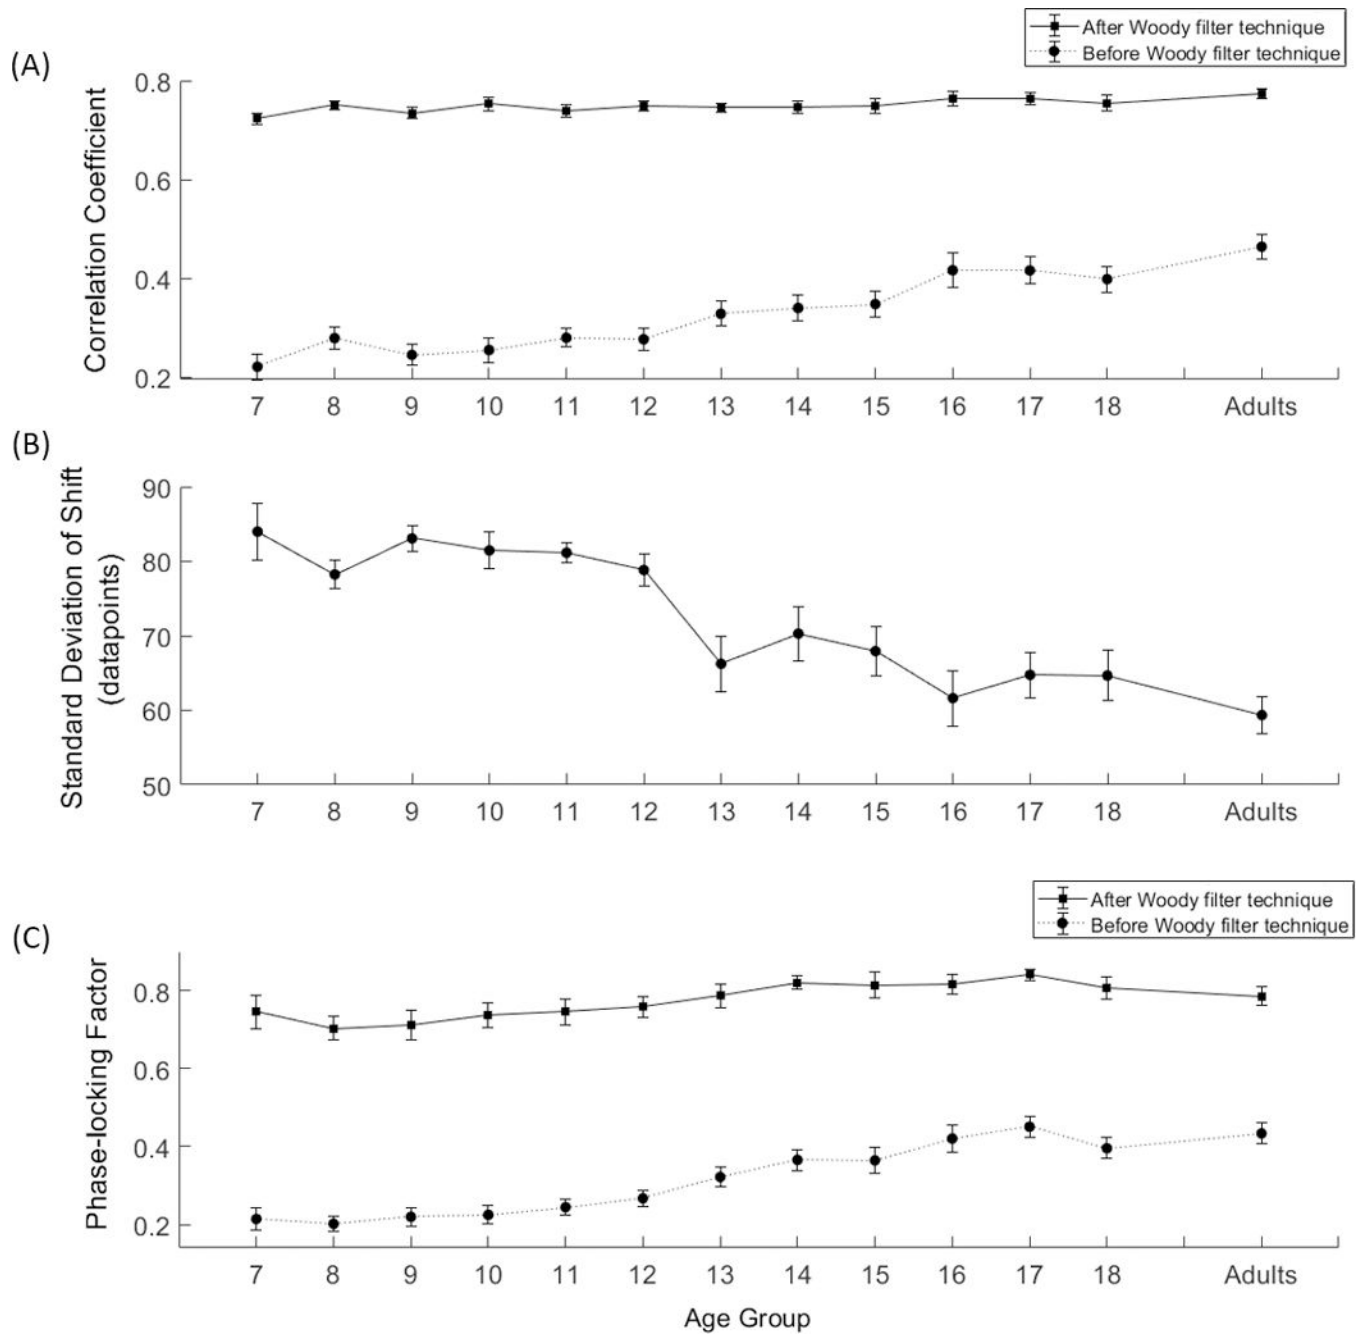 After Woody filter technique
Before Woody filter technique
(A)
Correlation Coefficient
0.8
0.6
0.4
0.2
7 8 9 10 11 12 13 14 15 16 17 18 Adults
(B)
Standard Deviation of Shift
(datapoints)
90
80
70
60
50
7 8 9 10 11 12 13 14 15 16 17 18 Adults
After Woody filter technique
Before Woody filter technique
(C)
Phase-locking Factor
0.8
0.6
0.4
0.2
7 8 9 10 11 12 13 14 15 16 17 18 Adults
Age Group